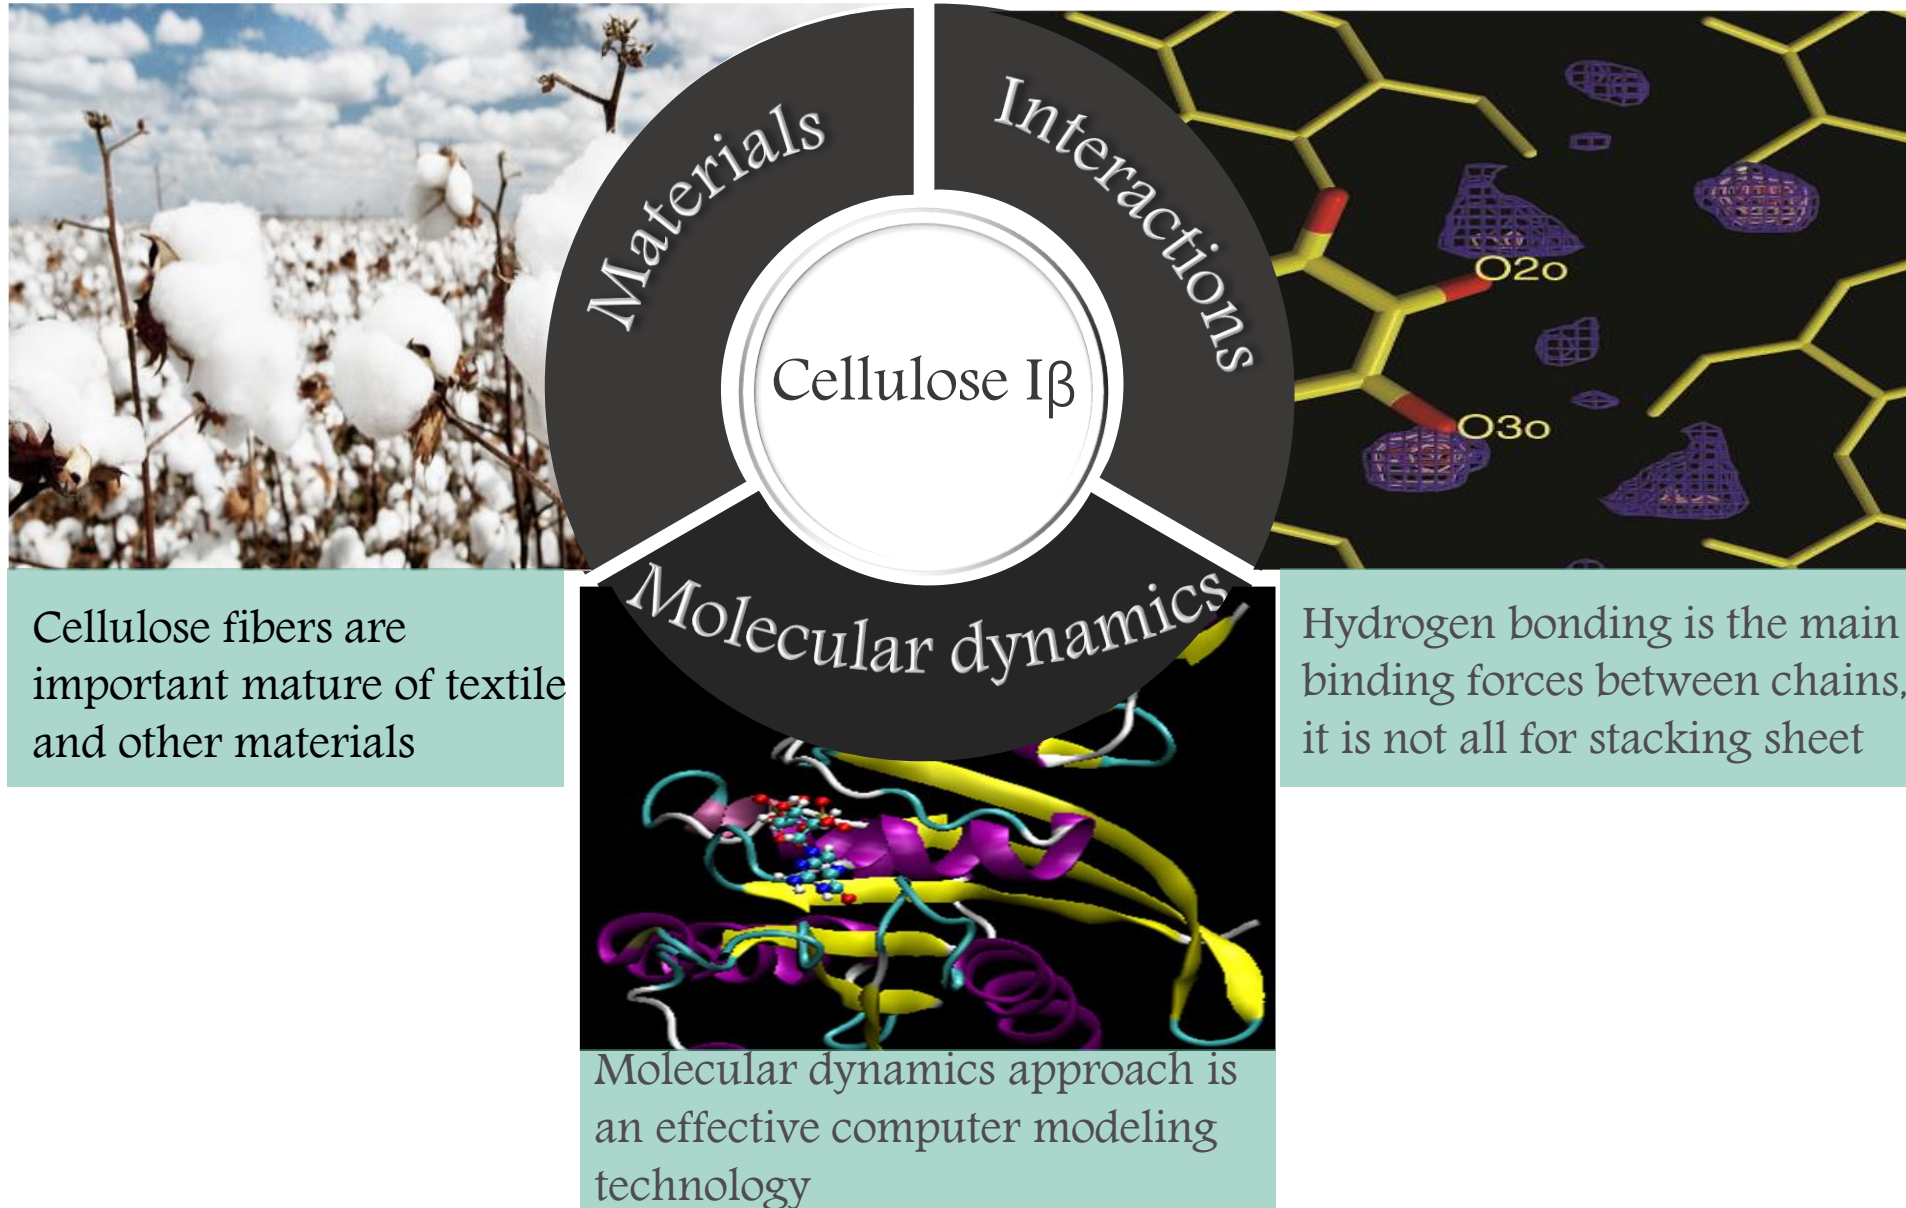 Materials
Interactions
Cellulose Iβ
Molecular dynamics
O2o
O3o
Cellulose fibers are
important mature of textile
and other materials
Hydrogen bonding is the main
binding forces between chains,
it is not all for stacking sheet
Molecular dynamics approach is
an effective computer modeling
technology